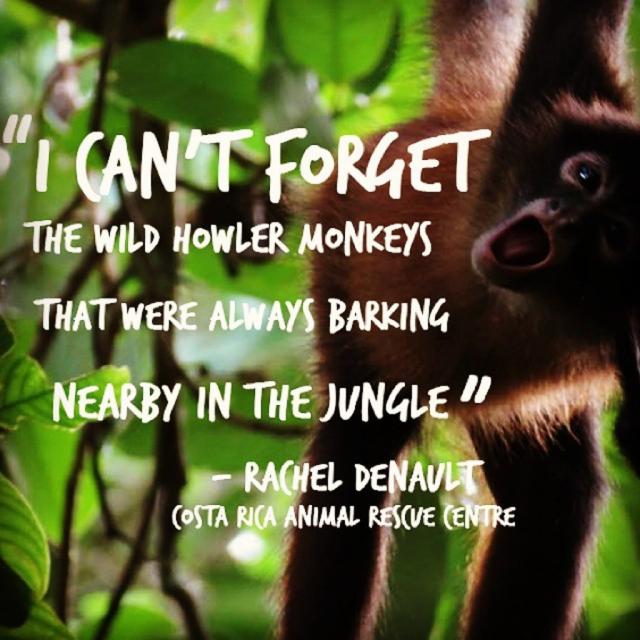 "I CAN'T FORGET
THE WILD HOWLER MONKEYS
THAT WERE ALWAYS BARKING
NEARBY IN THE JUNGLE"
- RACHEL DENAULT
COSTA RICA ANIMAL RESCUE CENTRE